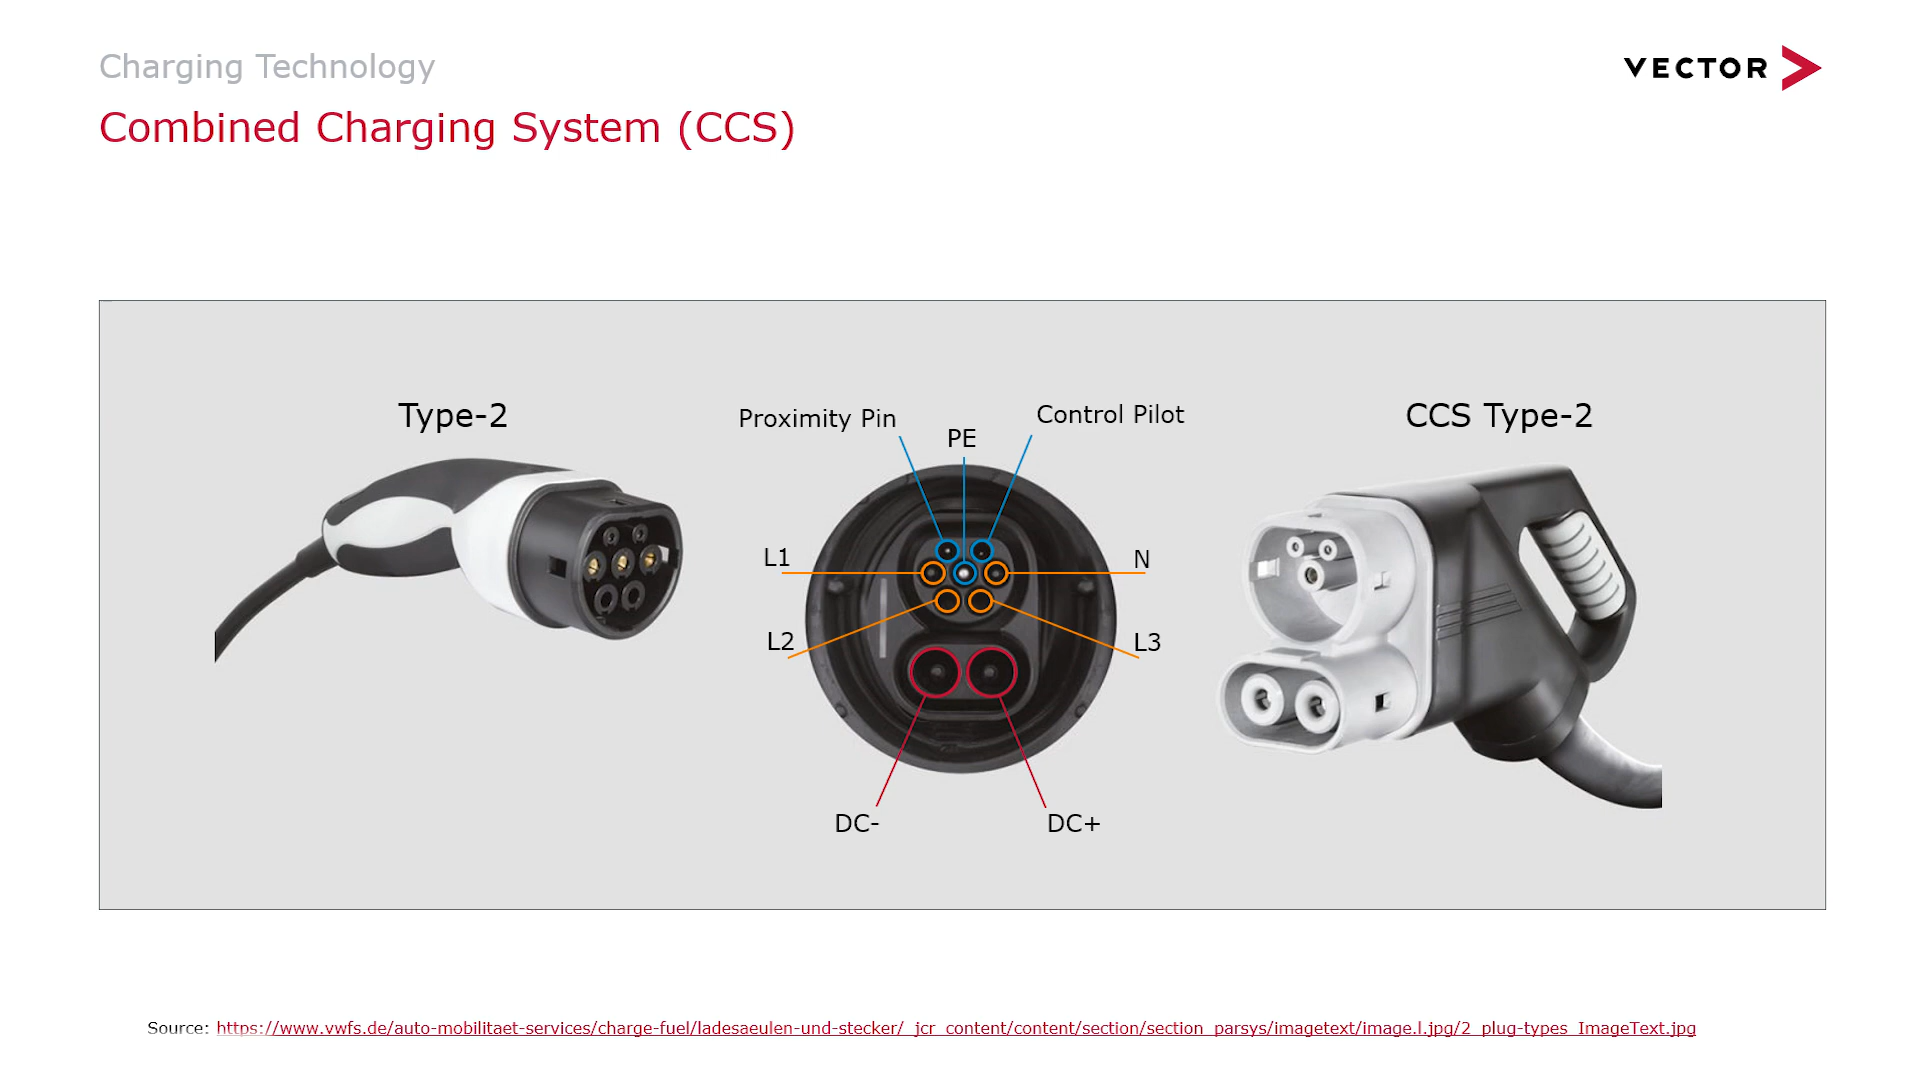 Charging Technology
VECTOR
Combined Charging System (CCS)
Type-2
Proximity Pin
PE
Control Pilot
CCS Type-2
L1
N
L2
L3
DC-
DC+
Source: https://www.vwfs.de/auto-mobilitaet-services/charge-fuel/ladesaeulen-und-stecker/_jcr_content/content/section/section_parsys/imagetext/image.l.jpg/2_plug-types_ImageText.jpg